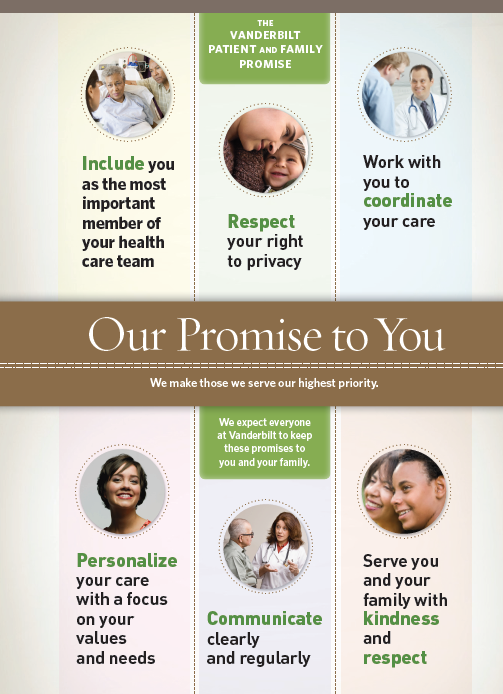 THE
VANDERBILT
PATIENT AND FAMILY
PROMISE
Include you
as the most
important
member of
your health
care team
Respect
your right
to privacy
Work with
you to
coordinate
your care
Our Promise to You
We make those we serve our highest priority.
We expect everyone
at Vanderbilt to keep
these promises to
you and your family.
Personalize
your care
with a focus
on your
values
and needs
Communicate
clearly
and regularly
Serve you
and your
family with
kindness
and
respect